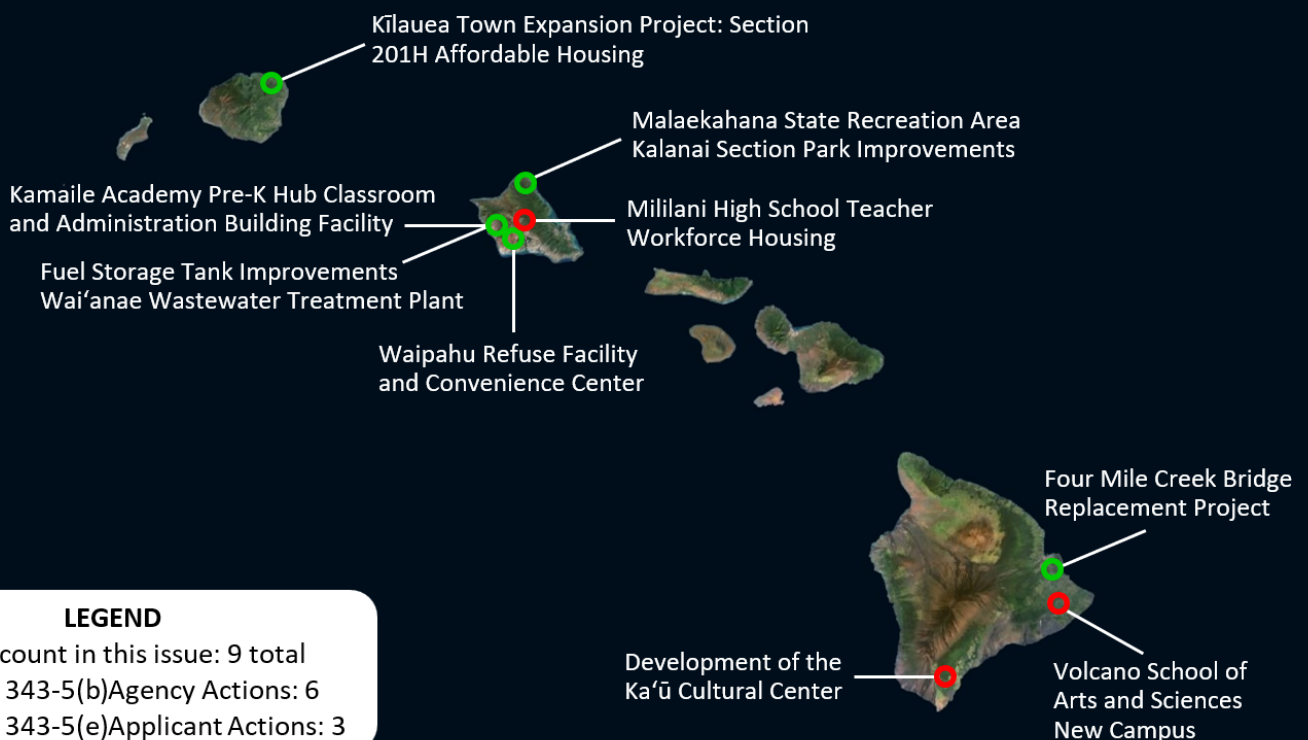 Kīlauea Town Expansion Project: Section
201H Affordable Housing
Malaekahana State Recreation Area
Kalanai Section Park Improvements
Kamaile Academy Pre-K Hub Classroom
and Administration Building Facility
Mililani High School Teacher
Workforce Housing
Fuel Storage Tank Improvements
Waiʻanae Wastewater Treatment Plant
Waipahu Refuse Facility
and Convenience Center
Four Mile Creek Bridge
Replacement Project
Development of the
Kaʻū Cultural Center
Volcano School of
Arts and Sciences
New Campus
LEGEND
count in this issue: 9 total
343-5(b)Agency Actions: 6
343-5(e)Applicant Actions: 3